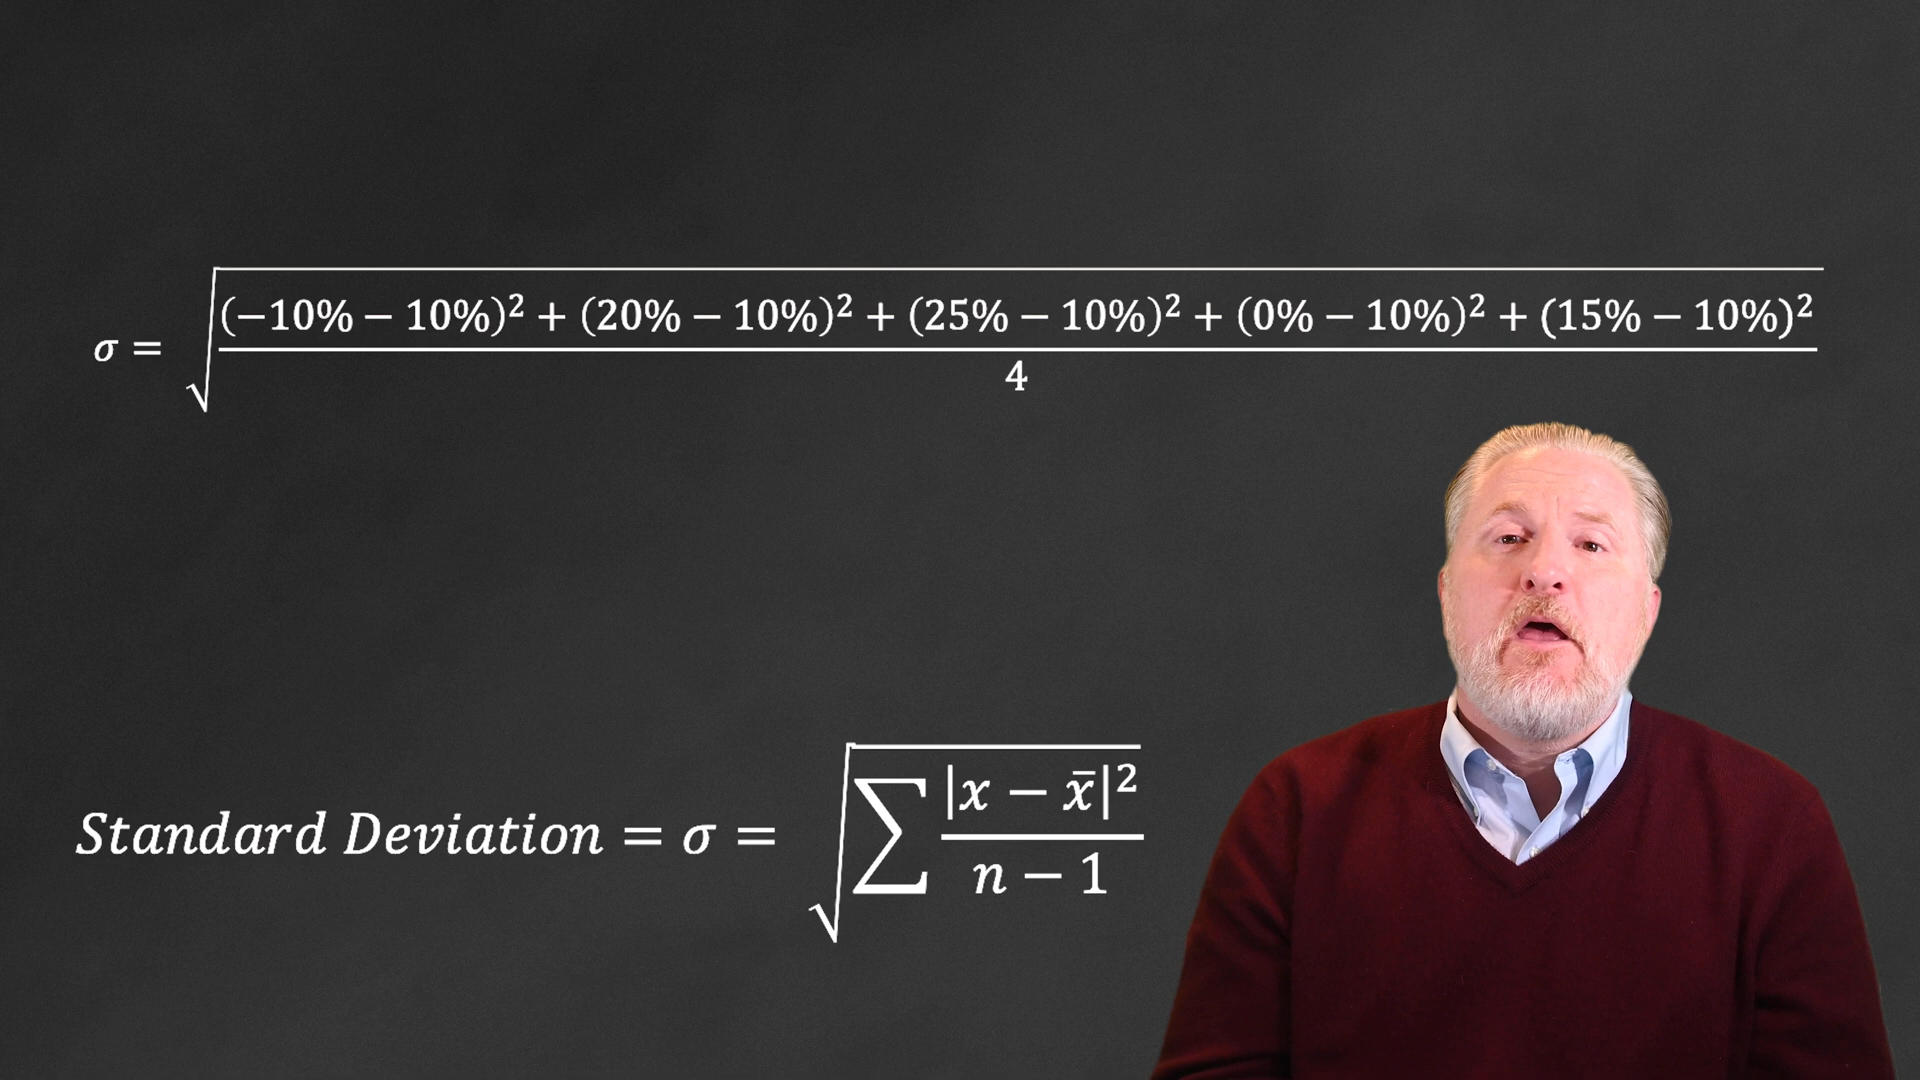 σ = √((−10% − 10%)² + (20% − 10%)² + (25% − 10%)² + (0% − 10%)² + (15% − 10%)² / 4)
Standard Deviation = σ = √(∑ |x − x̄|² / n − 1)